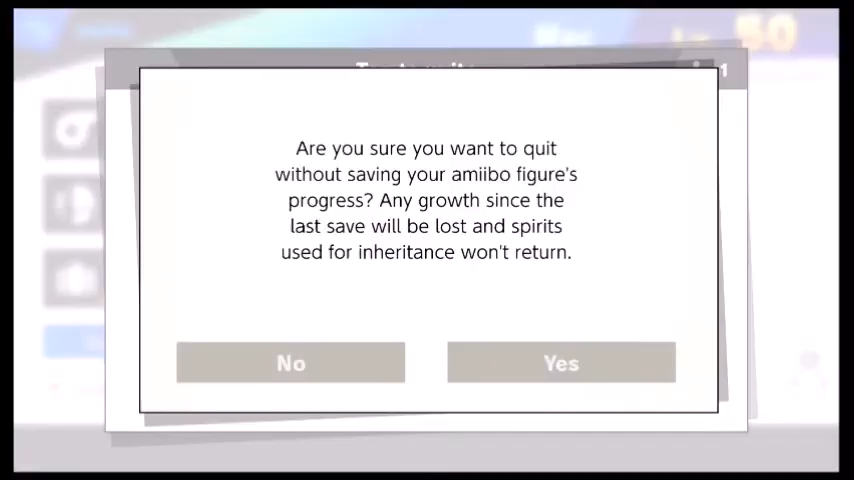 50
Are you sure you want to quit
without saving your amiibo figure's
progress? Any growth since the
last save will be lost and spirits
used for inheritance won't return.
No
Yes